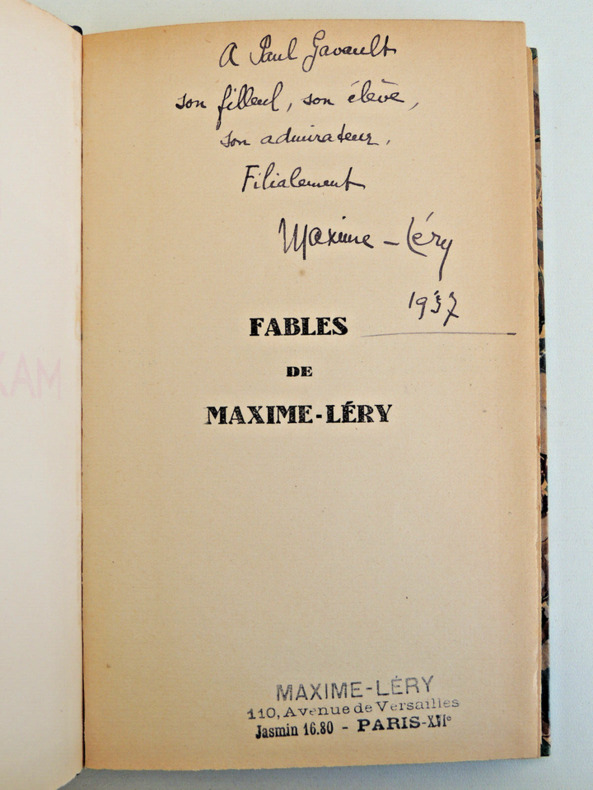 A Paul Gavault
son filleul, son élève,
son admirateur.
Filialement
Maxime-Léry
1937
FABLES
DE
MAXIME-LÉRY
MAXIME-LÉRY
110, Avenue de Versailles
Jasmin 16.80 - PARIS-XVIe